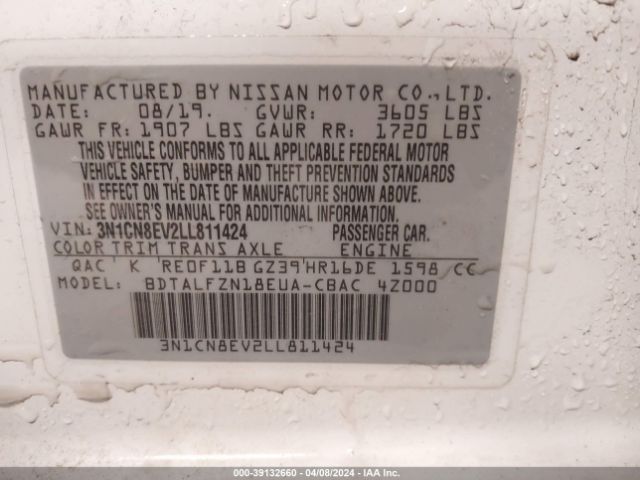 MANUFACTURED BY NISSAN MOTOR CO.,LTD.
DATE: 08/19. GVWR: 3605 LBS
GAWR FR: 1907 LBS GAWR RR: 1720 LBS
THIS VEHICLE CONFORMS TO ALL APPLICABLE FEDERAL MOTOR
VEHICLE SAFETY, BUMPER AND THEFT PREVENTION STANDARDS
IN EFFECT ON THE DATE OF MANUFACTURE SHOWN ABOVE.
SEE OWNER'S MANUAL FOR ADDITIONAL INFORMATION
VIN: 3N1CN8EV2LL811424 PASSENGER CAR.
COLOR TRIM TRANS AXLE ENGINE
QAC K RE0F11B GZ39 HR16DE 1598 CC
MODEL: BDTALFZN18EUA-CBAC 4Z000
3N1CN8EV2LL811424
000-39132660 - 04/08/2024 - IAA Inc.